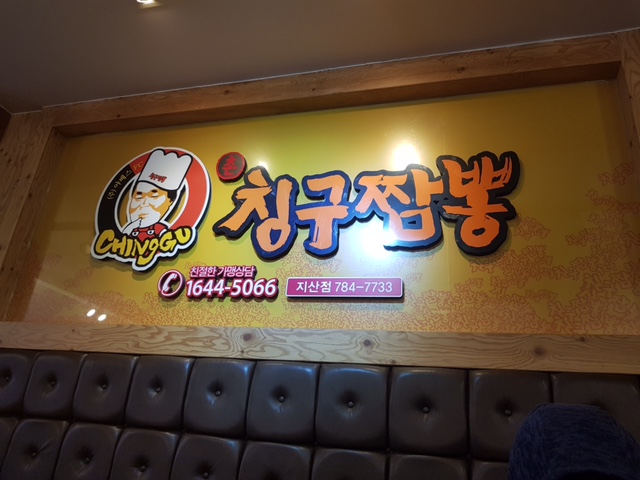 촌
칭구짬뽕
CHINGGU
친절한 가맹상담
1644-5066
지산점 784-7733